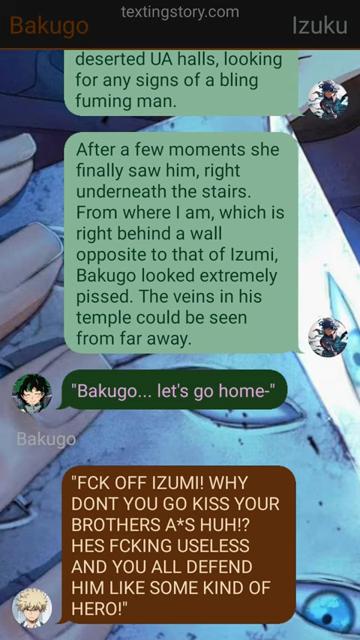 textingstory.com
Bakugo
Izuku
deserted UA halls, looking
for any signs of a bling
fuming man.
After a few moments she
finally saw him, right
underneath the stairs.
From where I am, which is
right behind a wall
opposite to that of Izumi,
Bakugo looked extremely
pissed. The veins in his
temple could be seen
from far away.
"Bakugo... let's go home-"
Bakugo
"FCK OFF IZUMI! WHY
DONT YOU GO KISS YOUR
BROTHERS A*S HUH!?
HES FCKING USELESS
AND YOU ALL DEFEND
HIM LIKE SOME KIND OF
HERO!"